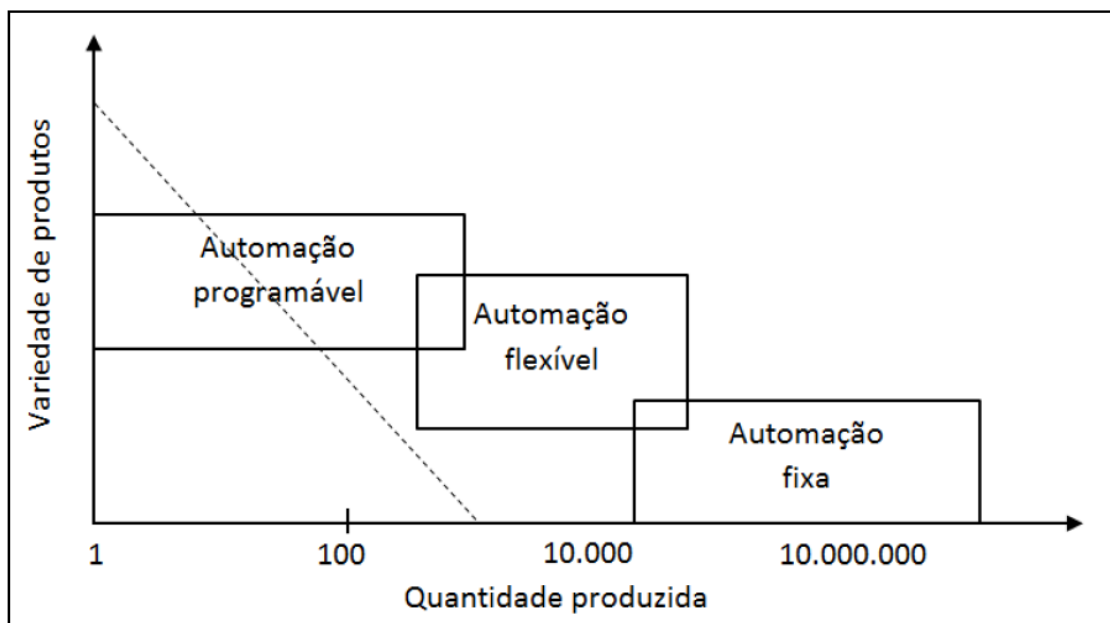 Variedade de produtos
Automação
programável
Automação
flexível
Automação
fixa
1
100
10.000
10.000.000
Quantidade produzida